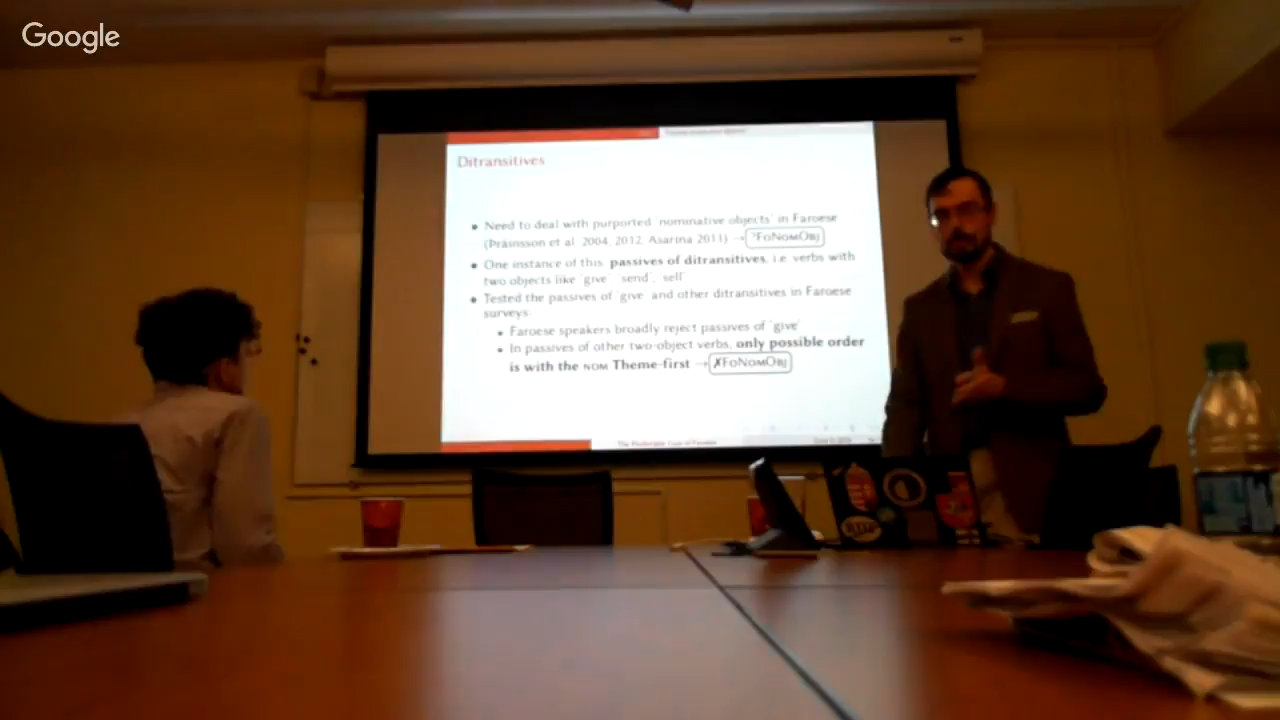 Google
Ditransitives
• Need to deal with purported 'nominative objects' in Faroese
(Þráinsson et al. 2004, 2012, Asarina 2011) → ?FoNomObj
• One instance of this: passives of ditransitives, i.e. verbs with
two objects like 'give' 'send', 'sell'
• Tested the passives of 'give' and other ditransitives in Faroese
surveys:
• Faroese speakers broadly reject passives of 'give'
• In passives of other two-object verbs, only possible order
is with the NOM Theme-first → ✗FoNomObj